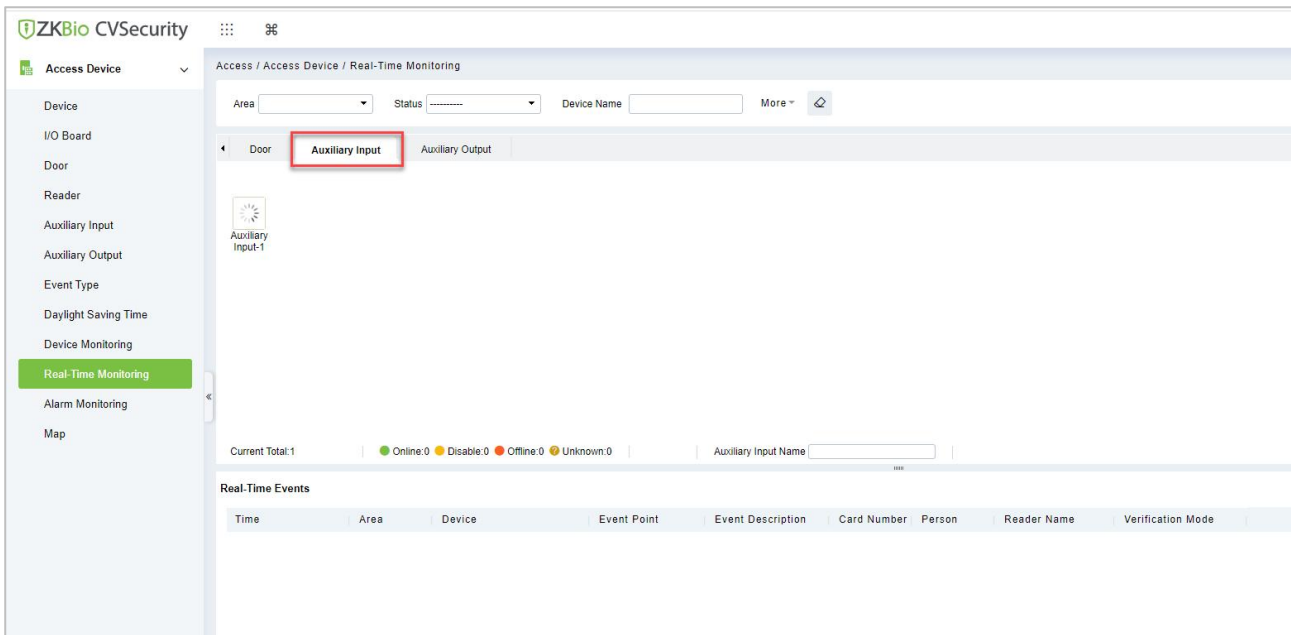 ZKBio CVSecurity
Access Device
Device
I/O Board
Door
Reader
Auxiliary Input
Auxiliary Output
Event Type
Daylight Saving Time
Device Monitoring
Real-Time Monitoring
Alarm Monitoring
Map
Access / Access Device / Real-Time Monitoring
Area Status ---------- Device Name More
Door Auxiliary Input Auxiliary Output
Auxiliary
Input-1
Current Total:1 Online:0 Disable:0 Offline:0 ? Unknown:0 Auxiliary Input Name
Real-Time Events
Time Area Device Event Point Event Description Card Number Person Reader Name Verification Mode